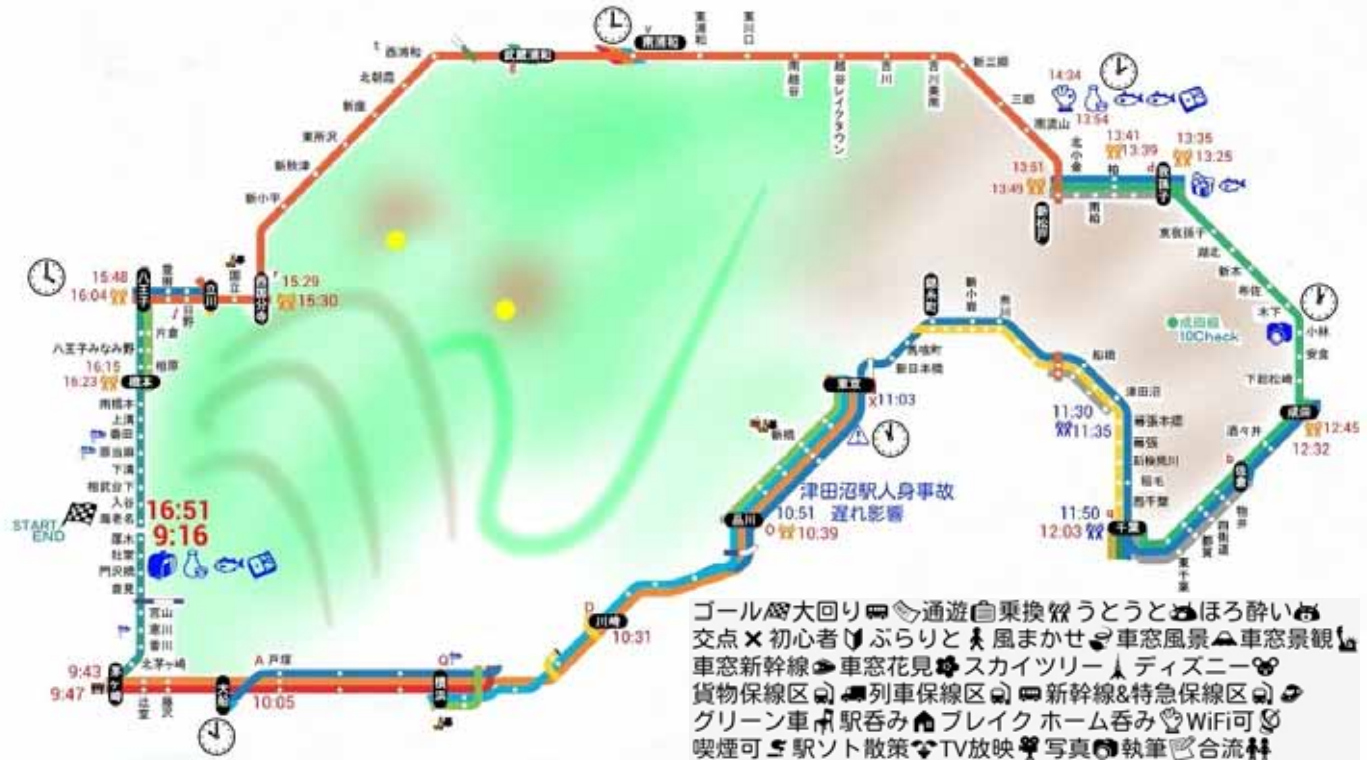 西浦和
武蔵浦和
南浦和
東浦和
東川口
南越谷
越谷レイクタウン
吉川
吉川美南
新三郷
三郷
南流山
北朝霞
新座
東所沢
新秋津
新小平
14:34
13:54
13:41
13:39
13:35
13:25
13:51
13:49
北小金
柏
南柏
我孫子
新松戸
東我孫子
湖北
新木
布佐
木下
小林
安食
下総松崎
成田
12:45
12:32
成田線
10Check
酒々井
佐倉
物井
四街道
都賀
東千葉
千葉
11:50
12:03
西千葉
稲毛
新検見川
幕張
幕張本郷
津田沼
船橋
11:30
11:35
市川
新小岩
錦糸町
馬喰町
新日本橋
東京
11:03
新橋
津田沼駅人身事故
遅れ影響
品川
10:51
10:39
川崎
10:31
横浜
戸塚
10:05
大船
藤沢
辻堂
茅ヶ崎
9:43
9:47
北茅ヶ崎
香川
寒川
宮山
倉見
門沢橋
社家
厚木
海老名
入谷
START
END
16:51
9:16
相武台下
下溝
原当麻
番田
上溝
南橋本
橋本
16:15
16:23
相原
八王子みなみ野
片倉
八王子
15:48
16:04
豊田
日野
立川
国立
西国分寺
15:29
15:30
ゴール 大回り 通遊 乗換 うとうと ほろ酔い
交点 初心者 ぶらりと 風まかせ 車窓風景 車窓景観
車窓新幹線 車窓花見 スカイツリー ディズニー
貨物保線区 列車保線区 新幹線&特急保線区
グリーン車 駅呑み ブレイク ホーム呑み WiFi可
喫煙可 駅ソト散策 TV放映 写真 執筆 合流